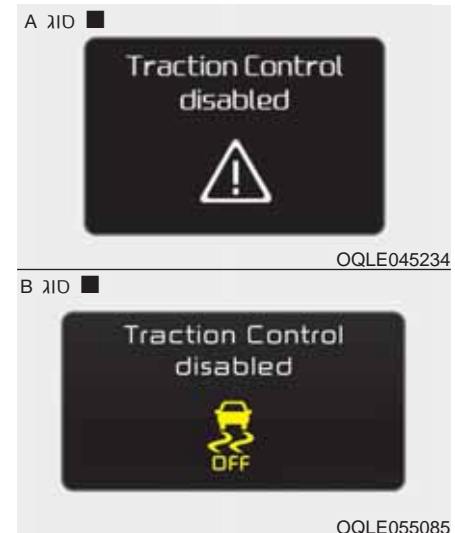 ■ סוג A
Traction Control
disabled
OQLE045234
■ סוג B
Traction Control
disabled
OFF
OQLE055085